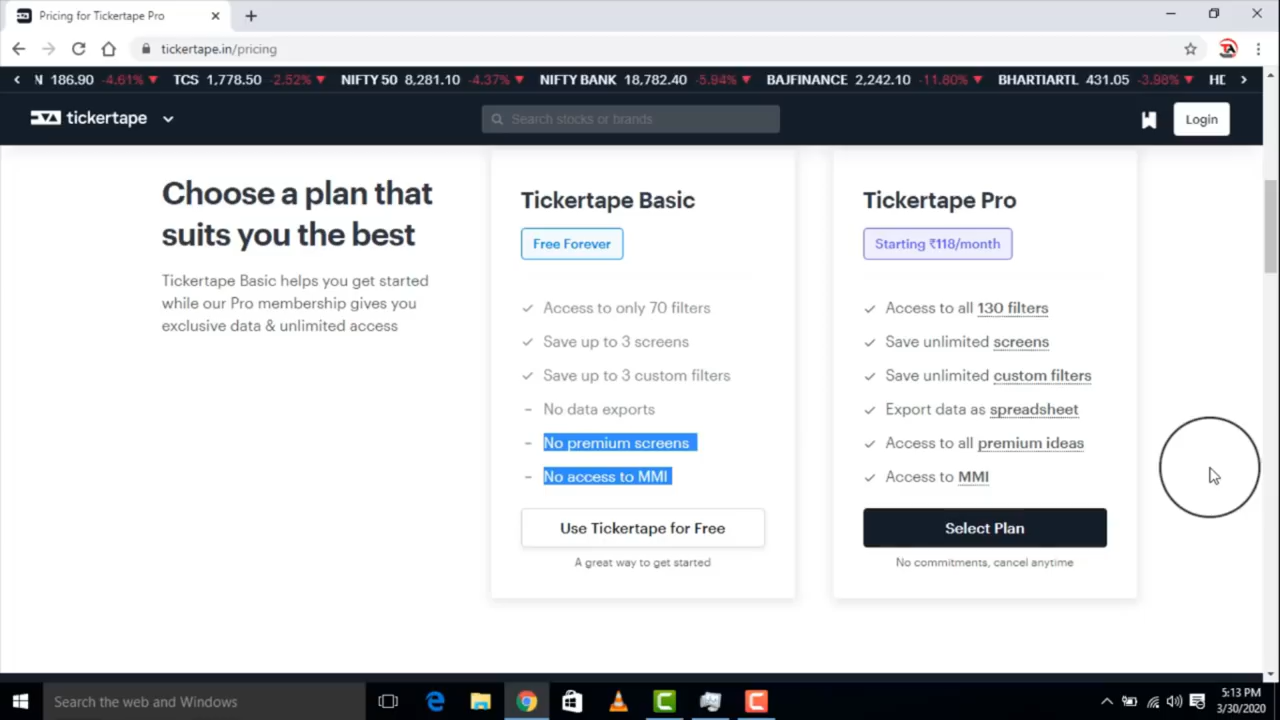 Pricing for Tickertape Pro
tickertape.in/pricing
N 186.90 -4.61% TCS 1,778.50 -2.52% NIFTY 50 8,281.10 -4.37% NIFTY BANK 18,782.40 -5.94% BAJFINANCE 2,242.10 -11.80% BHARTIARTL 431.05 -3.98% HD
tickertape
Search stocks or brands
Login
Choose a plan that
suits you the best
Tickertape Basic helps you get started
while our Pro membership gives you
exclusive data & unlimited access
Tickertape Basic
Free Forever
Access to only 70 filters
Save up to 3 screens
Save up to 3 custom filters
No data exports
No premium screens
No access to MMI
Use Tickertape for Free
A great way to get started
Tickertape Pro
Starting ₹118/month
Access to all 130 filters
Save unlimited screens
Save unlimited custom filters
Export data as spreadsheet
Access to all premium ideas
Access to MMI
Select Plan
No commitments, cancel anytime
Search the web and Windows
5:13 PM
3/30/2020